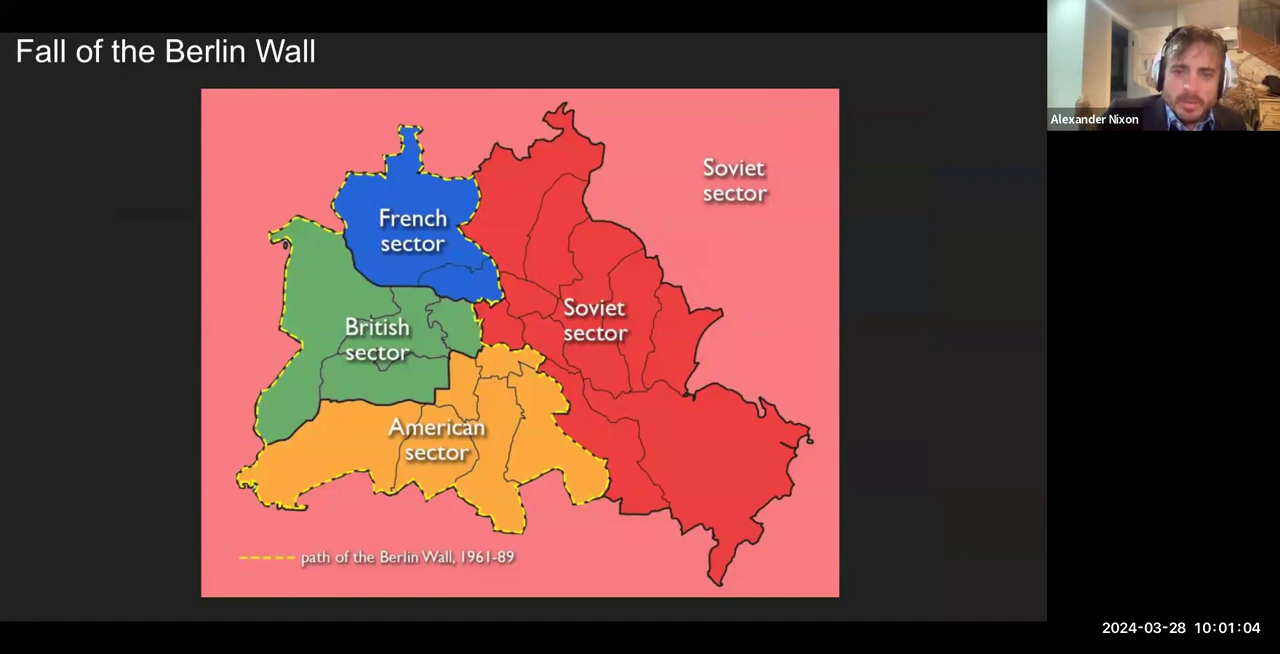 Fall of the Berlin Wall
Alexander Nixon
Soviet
sector
French
sector
Soviet
sector
British
sector
American
sector
path of the Berlin Wall, 1961-89
2024-03-28 10:01:04